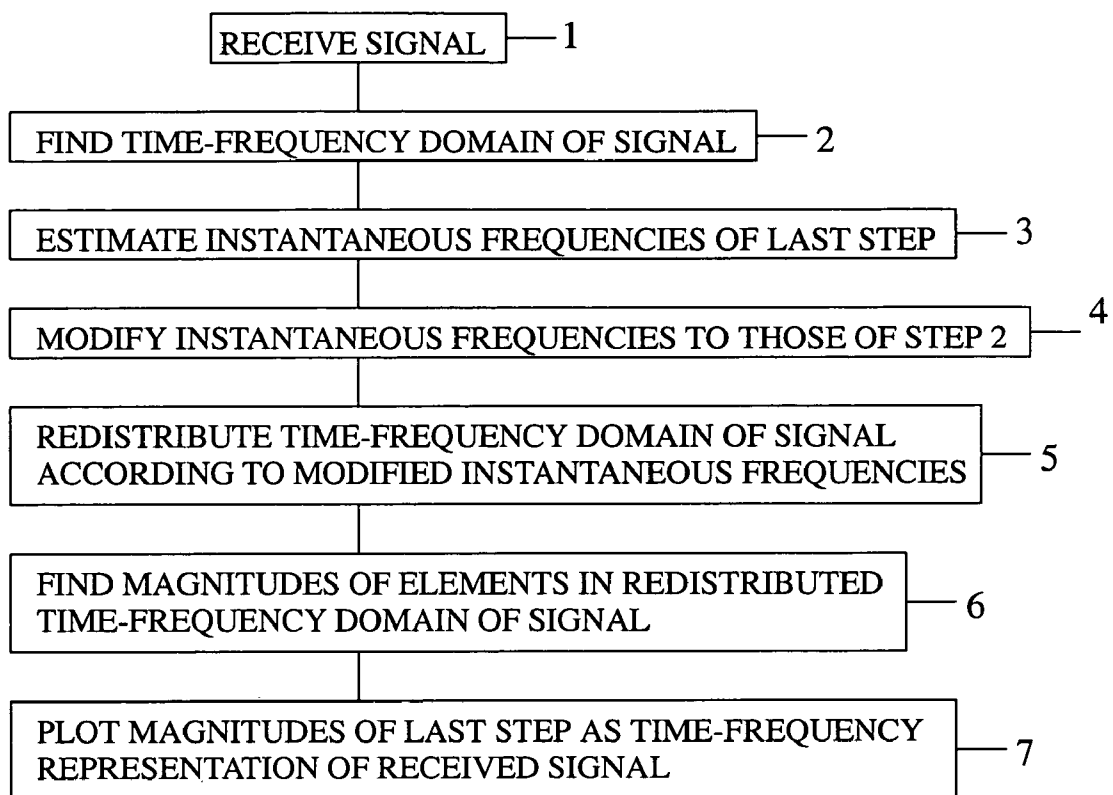 RECEIVE SIGNAL 1
FIND TIME-FREQUENCY DOMAIN OF SIGNAL 2
ESTIMATE INSTANTANEOUS FREQUENCIES OF LAST STEP 3
MODIFY INSTANTANEOUS FREQUENCIES TO THOSE OF STEP 2 4
REDISTRIBUTE TIME-FREQUENCY DOMAIN OF SIGNAL
ACCORDING TO MODIFIED INSTANTANEOUS FREQUENCIES 5
FIND MAGNITUDES OF ELEMENTS IN REDISTRIBUTED
TIME-FREQUENCY DOMAIN OF SIGNAL 6
PLOT MAGNITUDES OF LAST STEP AS TIME-FREQUENCY
REPRESENTATION OF RECEIVED SIGNAL 7